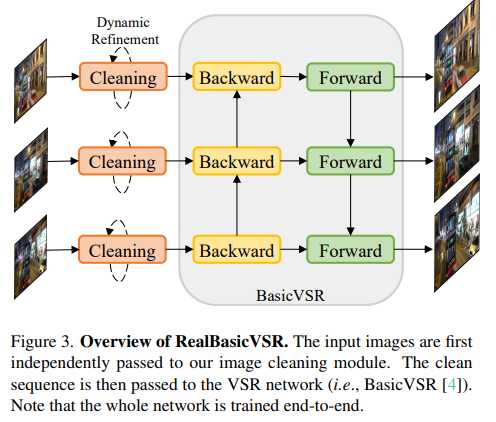 Dynamic
Refinement
Cleaning
Backward
Forward
Cleaning
Backward
Forward
Cleaning
Backward
Forward
BasicVSR
Figure 3. Overview of RealBasicVSR. The input images are first
independently passed to our image cleaning module. The clean
sequence is then passed to the VSR network (i.e., BasicVSR [4]).
Note that the whole network is trained end-to-end.